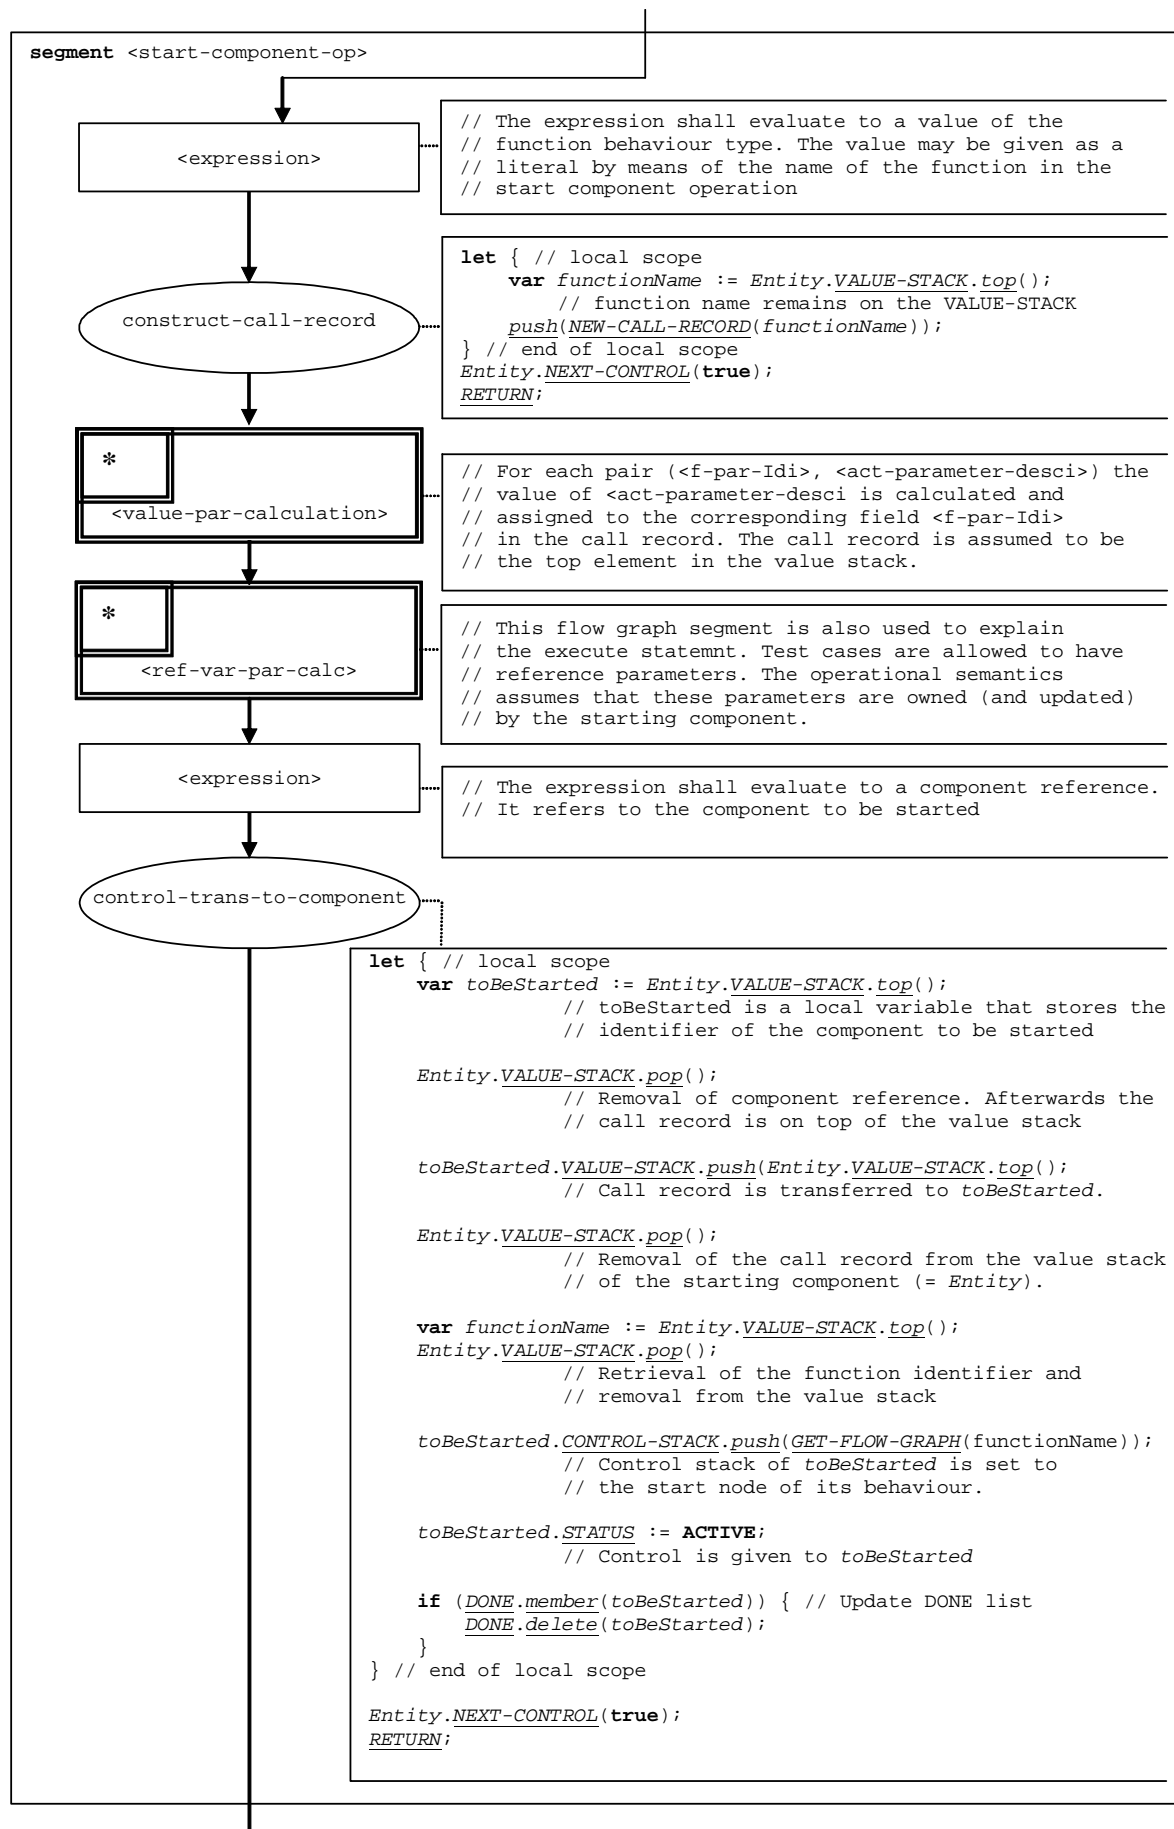 segment <start-component-op>
<expression>
// The expression shall evaluate to a value of the
// function behaviour type. The value may be given as a
// literal by means of the name of the function in the
// start component operation
construct-call-record
let { // local scope
var functionName := Entity.VALUE-STACK.top();
// function name remains on the VALUE-STACK
push(NEW-CALL-RECORD(functionName));
} // end of local scope
Entity.NEXT-CONTROL(true);
RETURN;
*
<value-par-calculation>
// For each pair (<f-par-Idi>, <act-parameter-desci>) the
// value of <act-parameter-desci is calculated and
// assigned to the corresponding field <f-par-Idi>
// in the call record. The call record is assumed to be
// the top element in the value stack.
*
<ref-var-par-calc>
// This flow graph segment is also used to explain
// the execute statemnt. Test cases are allowed to have
// reference parameters. The operational semantics
// assumes that these parameters are owned (and updated)
// by the starting component.
<expression>
// The expression shall evaluate to a component reference.
// It refers to the component to be started
control-trans-to-component
let { // local scope
var toBeStarted := Entity.VALUE-STACK.top();
// toBeStarted is a local variable that stores the
// identifier of the component to be started
Entity.VALUE-STACK.pop();
// Removal of component reference. Afterwards the
// call record is on top of the value stack
toBeStarted.VALUE-STACK.push(Entity.VALUE-STACK.top();
// Call record is transferred to toBeStarted.
Entity.VALUE-STACK.pop();
// Removal of the call record from the value stack
// of the starting component (= Entity).
var functionName := Entity.VALUE-STACK.top();
Entity.VALUE-STACK.pop();
// Retrieval of the function identifier and
// removal from the value stack
toBeStarted.CONTROL-STACK.push(GET-FLOW-GRAPH(functionName));
// Control stack of toBeStarted is set to
// the start node of its behaviour.
toBeStarted.STATUS := ACTIVE;
// Control is given to toBeStarted
if (DONE.member(toBeStarted)) { // Update DONE list
DONE.delete(toBeStarted);
}
} // end of local scope
Entity.NEXT-CONTROL(true);
RETURN;